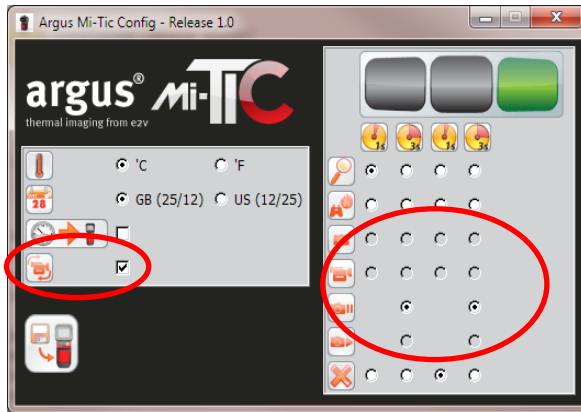 Argus Mi-Tic Config - Release 1.0
argus® Mi-TIC
thermal imaging from e2v
'C 'F
28 GB (25/12) US (12/25)
1s 3s 1s 3s